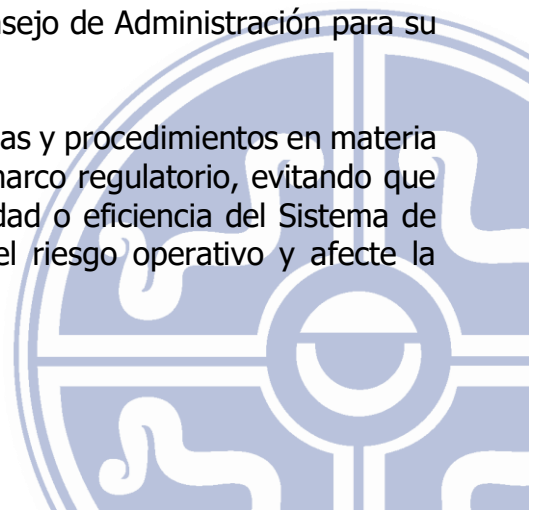 nsejo de Administración para su
as y procedimientos en materia
marco regulatorio, evitando que
dad o eficiencia del Sistema de
el riesgo operativo y afecte la